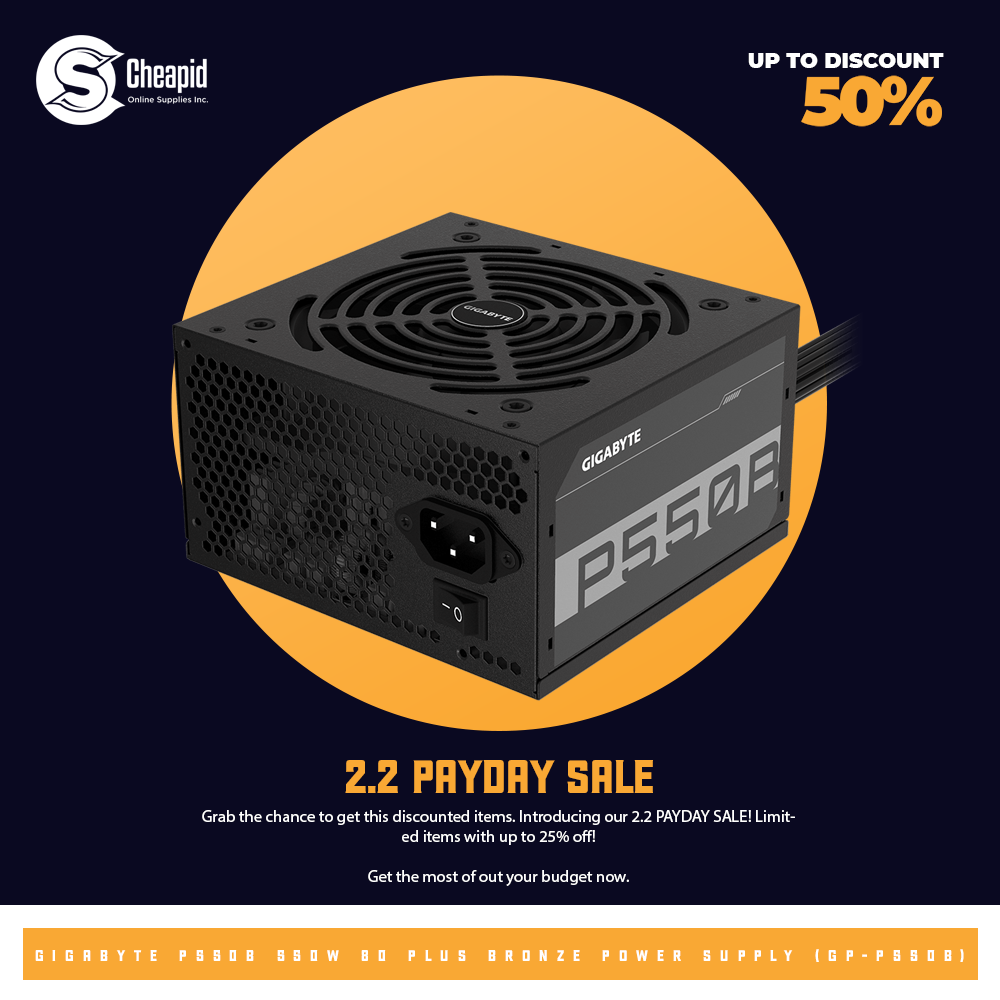 S
Cheapid
Online Supplies Inc.
UP TO DISCOUNT
50%
GIGABYTE
GIGABYTE
P550B
2.2 PAYDAY SALE
Grab the chance to get this discounted items. Introducing our 2.2 PAYDAY SALE! Limit-
ed items with up to 25% off!
Get the most of out your budget now.
GIGABYTE P550B 550W 80 PLUS BRONZE POWER SUPPLY (GP-P550B)